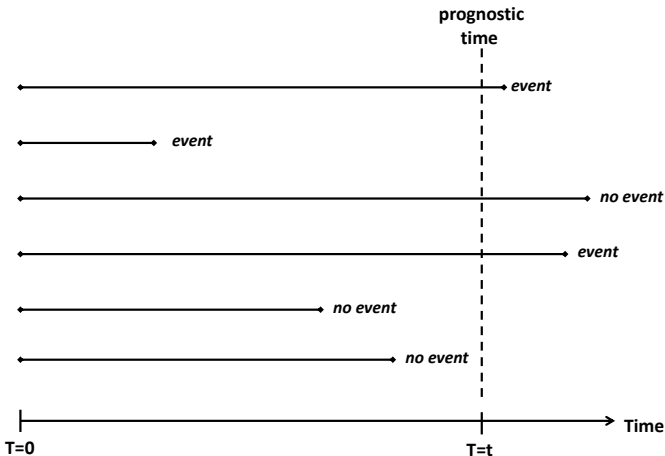 prognostic
time
event
event
no event
event
no event
no event
Time
T=0
T=t